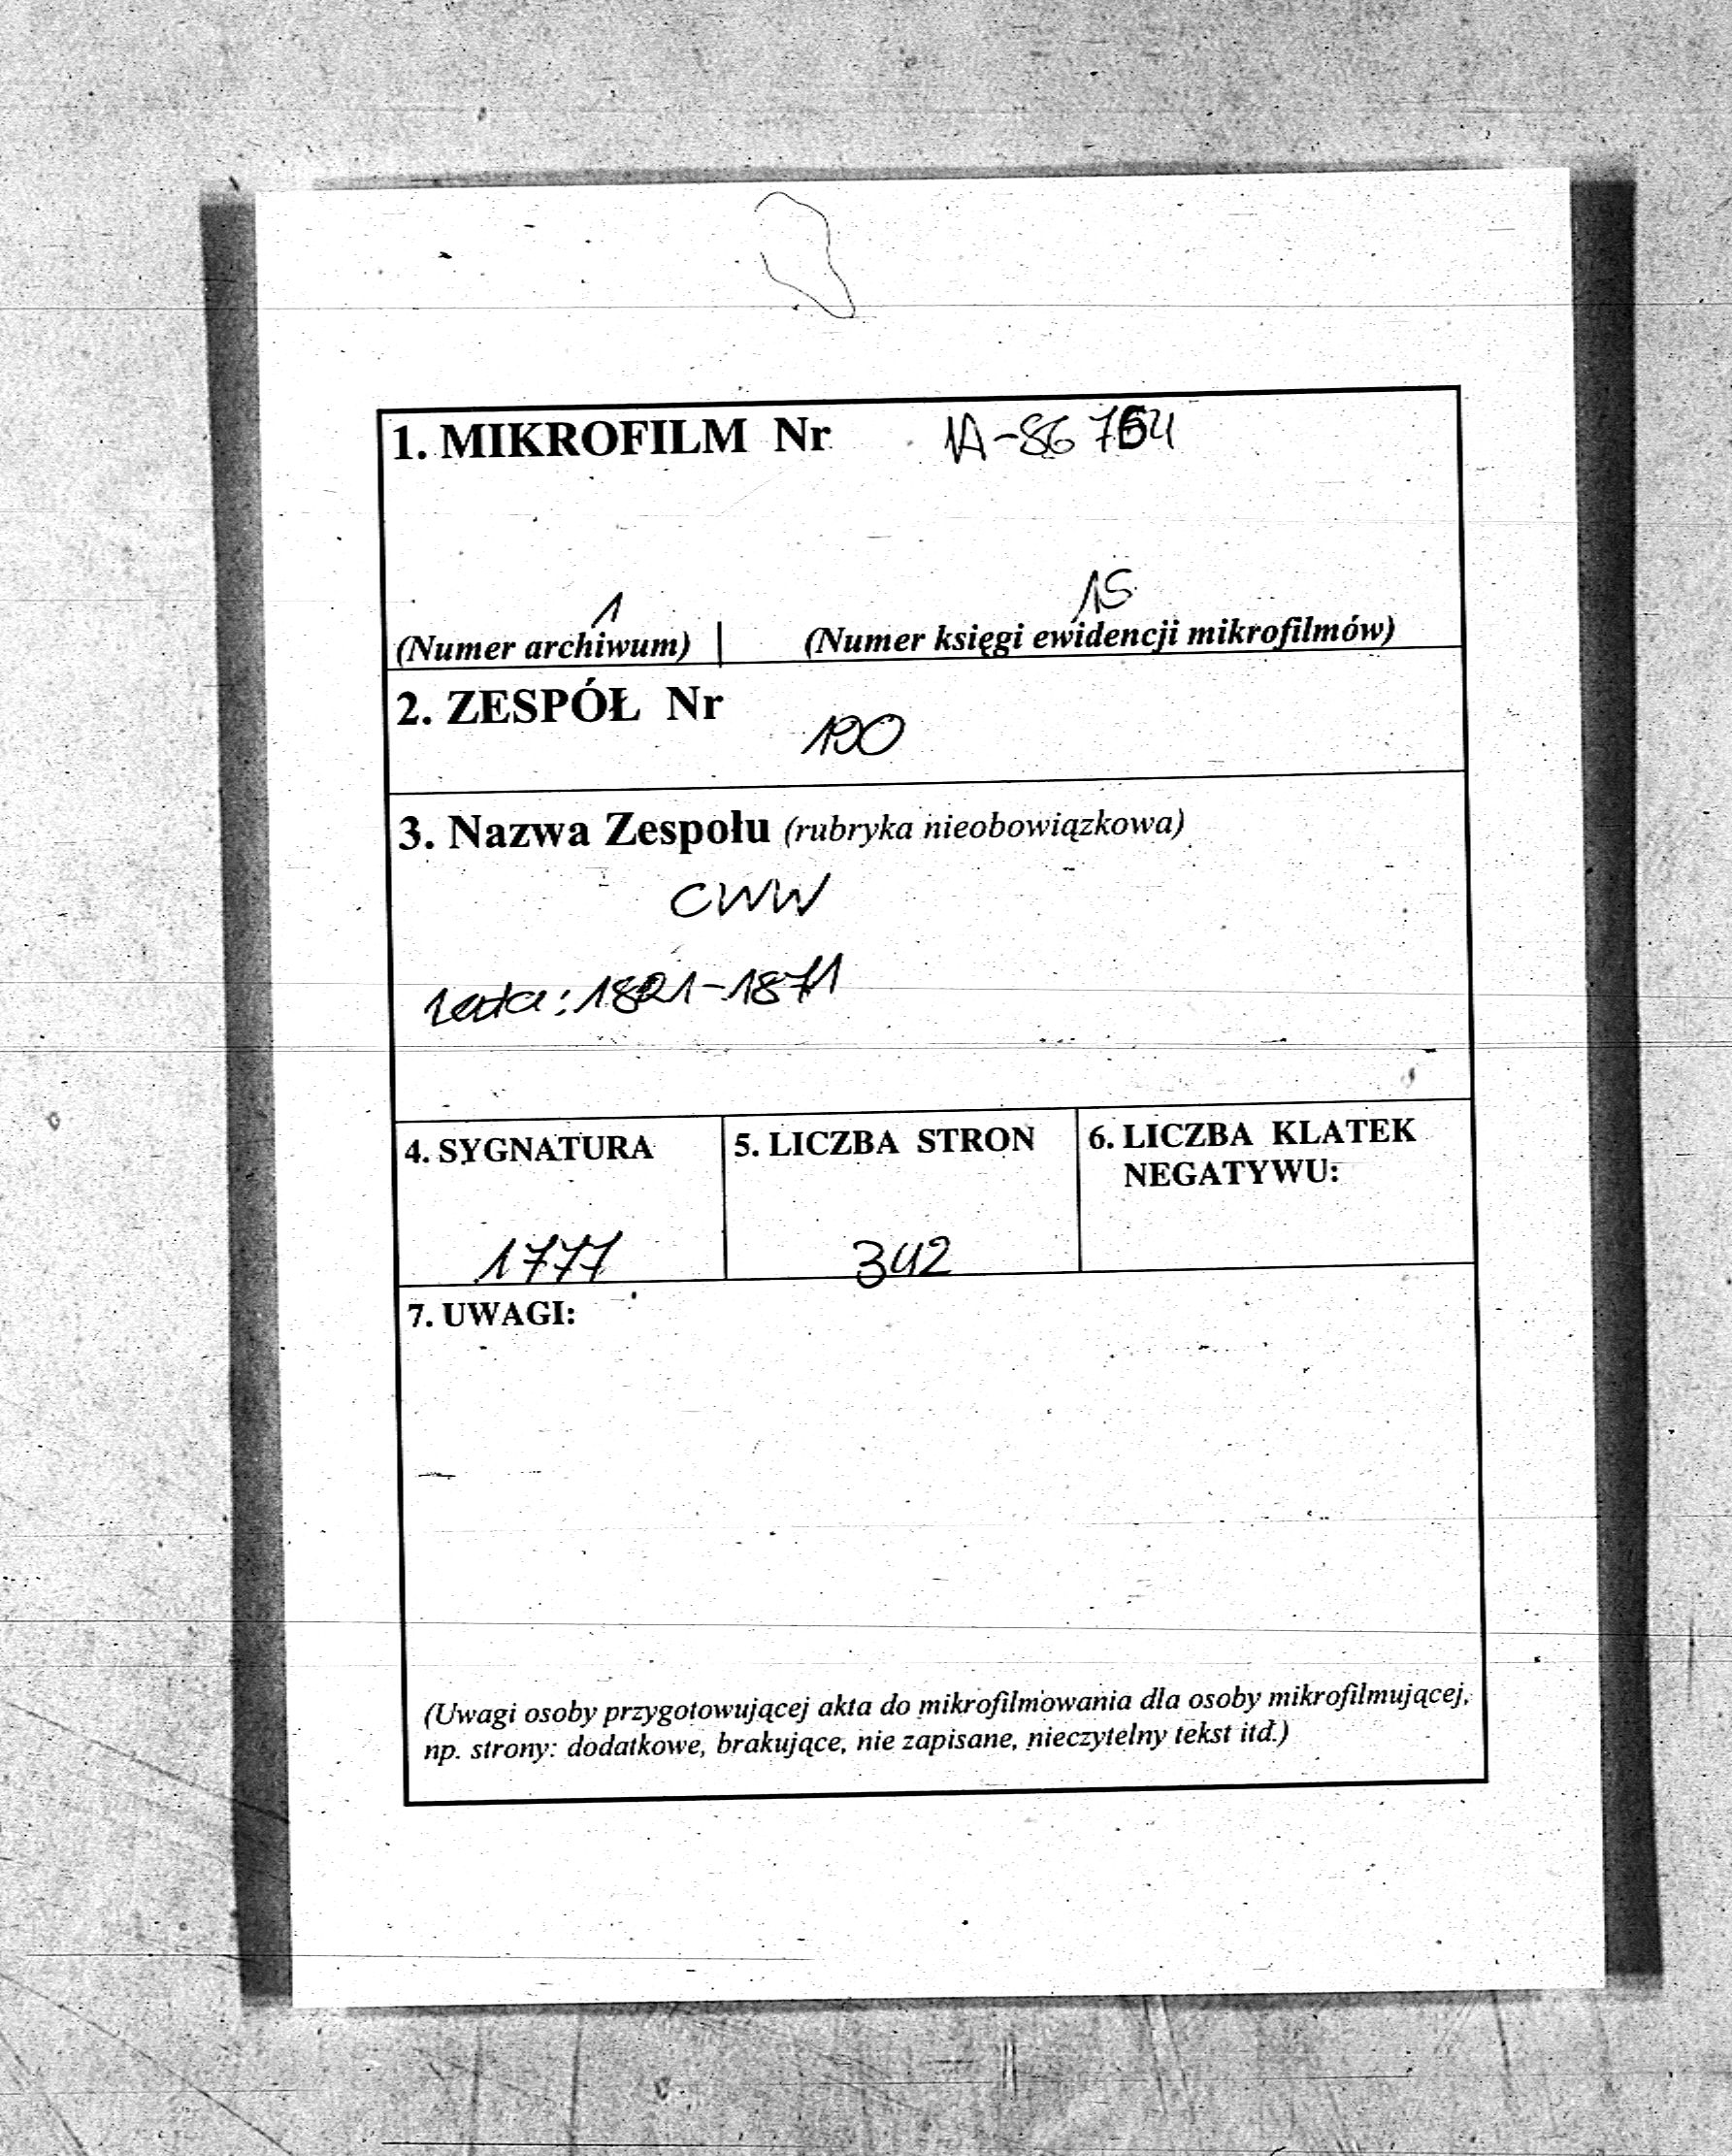 1. MIKROFILM Nr 1A-86764
1 15
(Numer archiwum) | (Numer księgi ewidencji mikrofilmów)
2. ZESPÓŁ Nr
190
3. Nazwa Zespołu (rubryka nieobowiązkowa)
CWW
Lata: 1821-1871
4. SYGNATURA 5. LICZBA STRON 6. LICZBA KLATEK
NEGATYWU:
1777 342
7. UWAGI:
(Uwagi osoby przygotowującej akta do mikrofilmowania dla osoby mikrofilmującej,
np. strony: dodatkowe, brakujące, nie zapisane, nieczytelny tekst itd.)